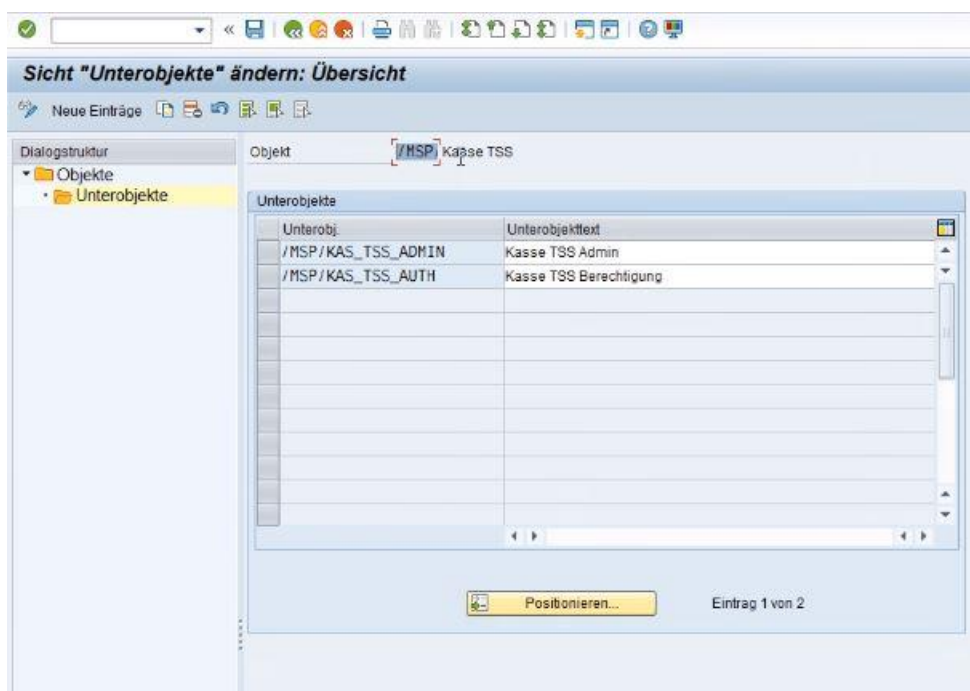 Sicht "Unterobjekte" ändern: Übersicht
Neue Einträge
Dialogstruktur
Objekte
Unterobjekte
Objekt /MSP/ Kasse TSS
Unterobjekte
Unterobj. Unterobjekttext
/MSP/KAS_TSS_ADMIN Kasse TSS Admin
/MSP/KAS_TSS_AUTH Kasse TSS Berechtigung
Positionieren... Eintrag 1 von 2